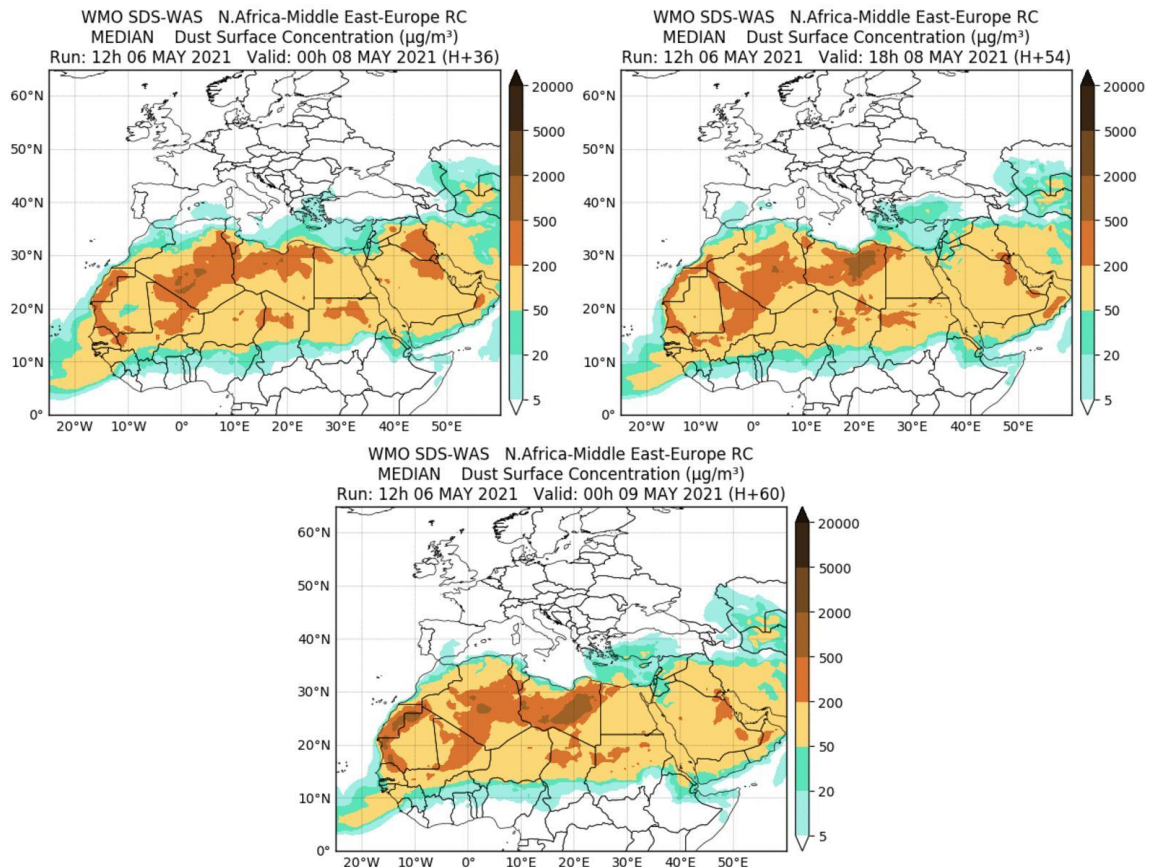 WMO SDS-WAS N.Africa-Middle East-Europe RC
MEDIAN Dust Surface Concentration (µg/m³)
Run: 12h 06 MAY 2021 Valid: 00h 08 MAY 2021 (H+36)
60°N
50°N
40°N
30°N
20°N
10°N
0°
20°W 10°W 0° 10°E 20°E 30°E 40°E 50°E
20000
5000
2000
500
200
50
20
5
WMO SDS-WAS N.Africa-Middle East-Europe RC
MEDIAN Dust Surface Concentration (µg/m³)
Run: 12h 06 MAY 2021 Valid: 18h 08 MAY 2021 (H+54)
60°N
50°N
40°N
30°N
20°N
10°N
0°
20°W 10°W 0° 10°E 20°E 30°E 40°E 50°E
20000
5000
2000
500
200
50
20
5
WMO SDS-WAS N.Africa-Middle East-Europe RC
MEDIAN Dust Surface Concentration (µg/m³)
Run: 12h 06 MAY 2021 Valid: 00h 09 MAY 2021 (H+60)
60°N
50°N
40°N
30°N
20°N
10°N
0°
20°W 10°W 0° 10°E 20°E 30°E 40°E 50°E
20000
5000
2000
500
200
50
20
5